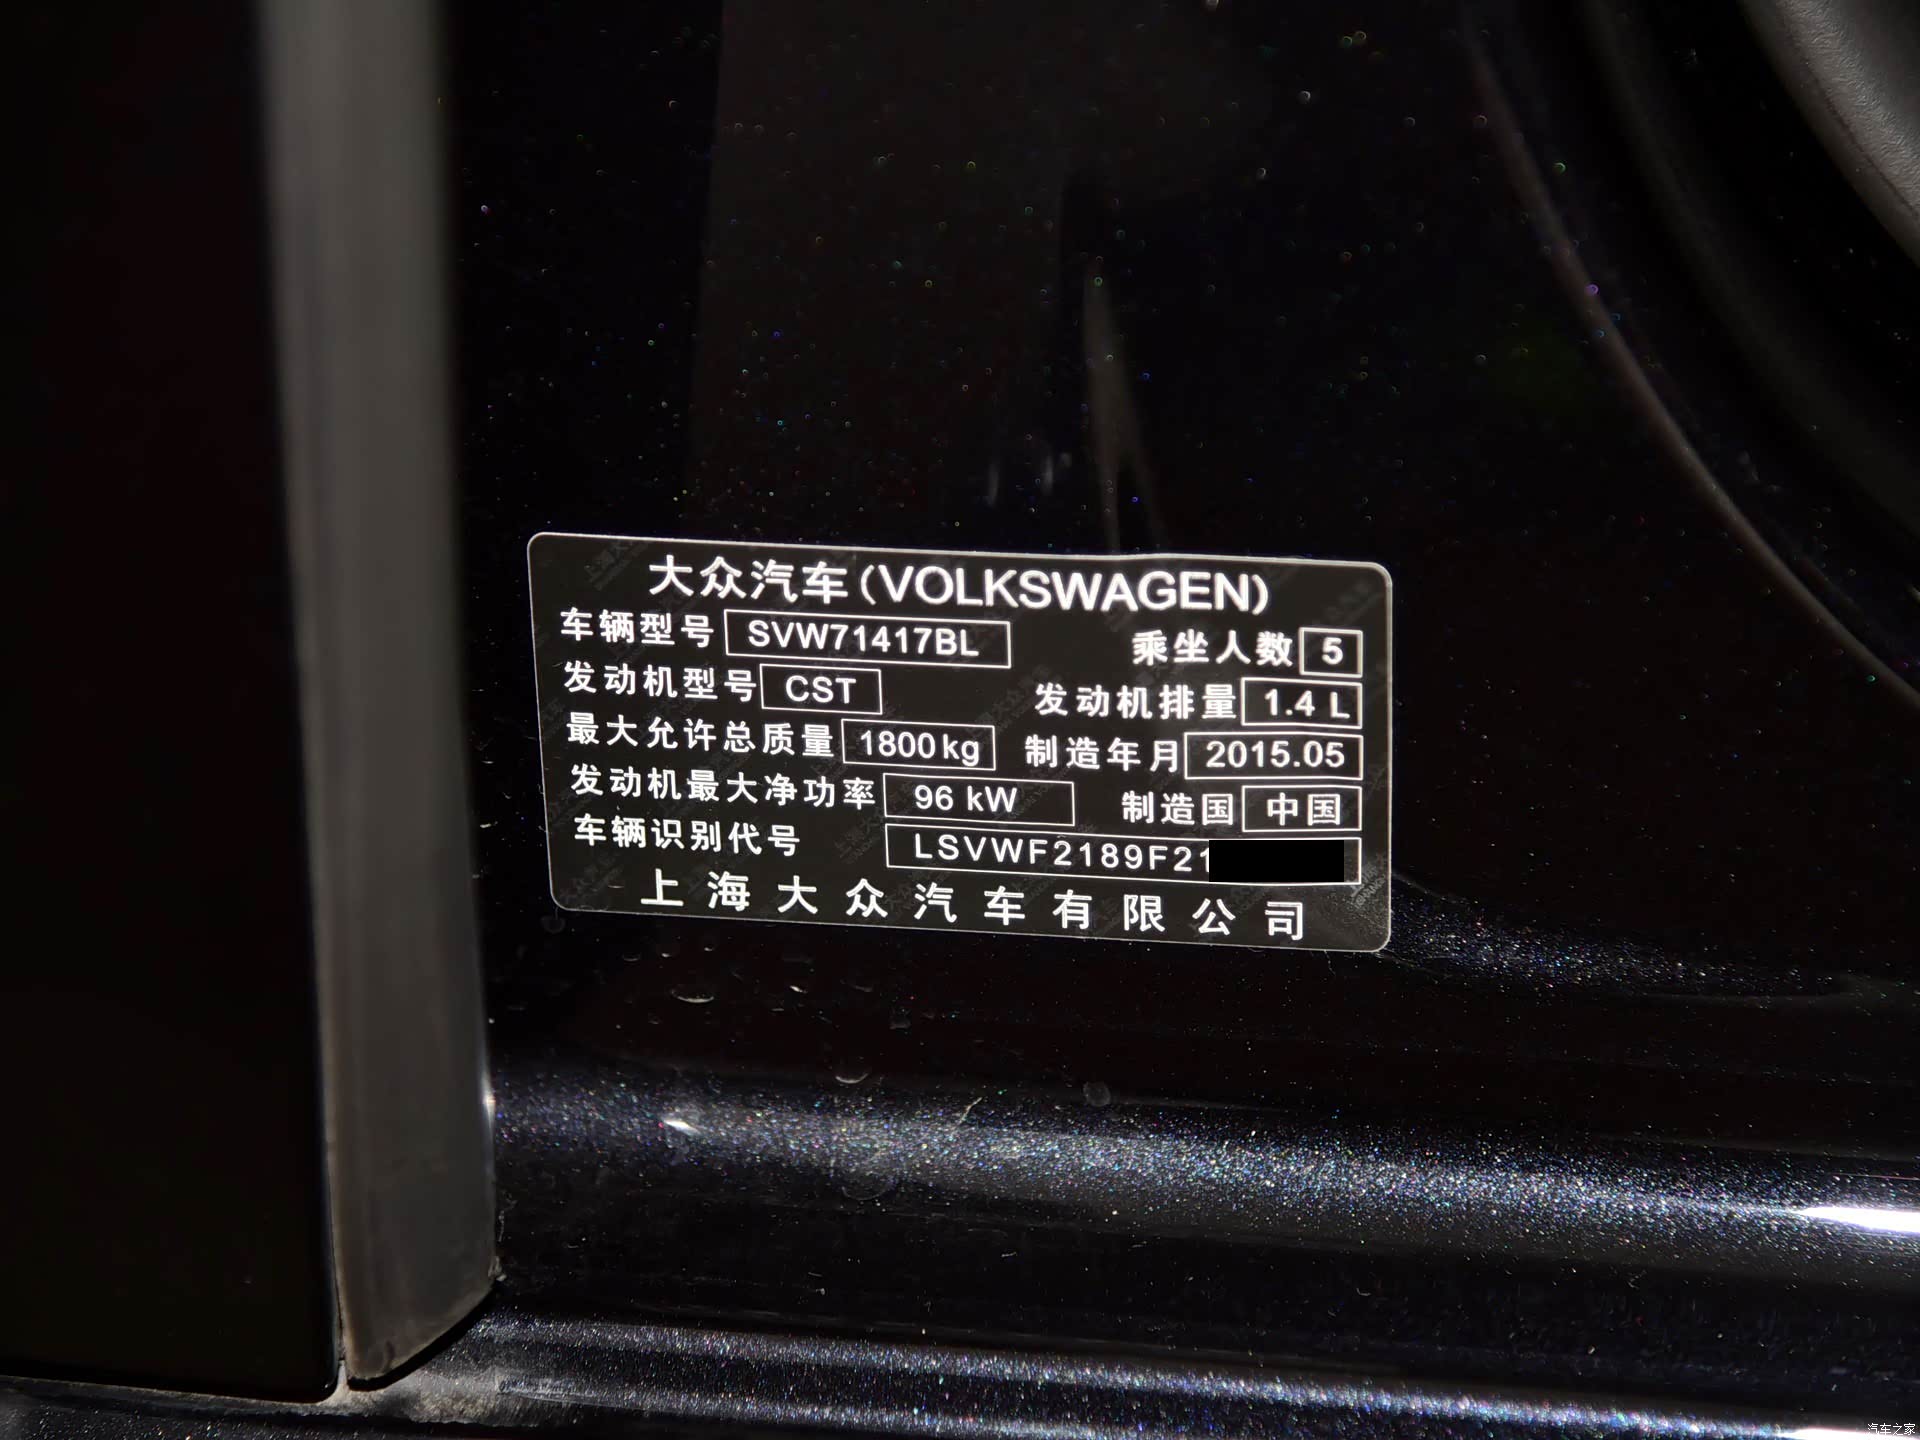 大众汽车(VOLKSWAGEN)
车辆型号 SVW71417BL 乘坐人数 5
发动机型号 CST 发动机排量 1.4 L
最大允许总质量 1800kg 制造年月 2015.05
发动机最大净功率 96 kW 制造国 中国
车辆识别代号 LSVWF2189F21
上海大众汽车有限公司
汽车之家